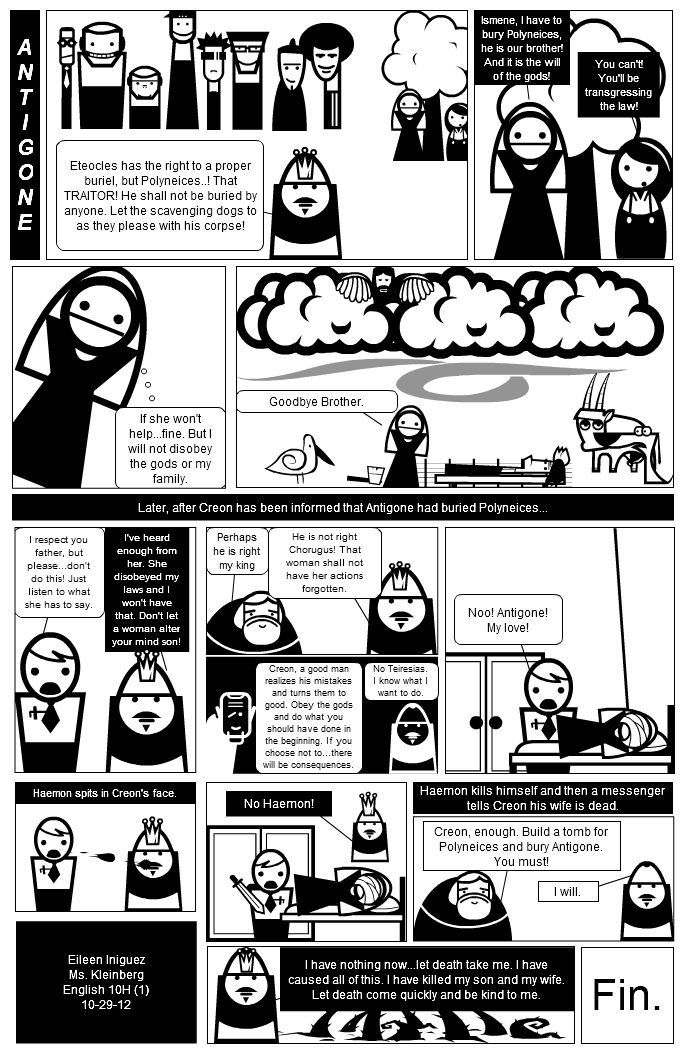 ANTIGONE
Eteocles has the right to a proper
buriel, but Polyneices..! That
TRAITOR! He shall not be buried by
anyone. Let the scavenging dogs to
as they please with his corpse!
Ismene, I have to
bury Polyneices,
he is our brother!
And it is the will
of the gods!
You can't!
You'll be
transgressing
the law!
If she won't
help...fine. But I
will not disobey
the gods or my
family.
Goodbye Brother.
Later, after Creon has been informed that Antigone had buried Polyneices...
I respect you
father, but
please...don't
do this! Just
listen to what
she has to say.
I've heard
enough from
her. She
disobeyed my
laws and I
won't have
that. Don't let
a woman alter
your mind son!
Perhaps
he is right
my king
He is not right
Chorugus! That
woman shall not
have her actions
forgotten.
Creon, a good man
realizes his mistakes
and turns them to
good. Obey the gods
and do what you
should have done in
the beginning. If you
choose not to...there
will be consequences.
No Teiresias.
I know what I
want to do.
Noo! Antigone!
My love!
Haemon spits in Creon's face.
No Haemon!
Haemon kills himself and then a messenger
tells Creon his wife is dead.
Creon, enough. Build a tomb for
Polyneices and bury Antigone.
You must!
I will.
Eileen Iniguez
Ms. Kleinberg
English 10H (1)
10-29-12
I have nothing now...let death take me. I have
caused all of this. I have killed my son and my wife.
Let death come quickly and be kind to me.
Fin.